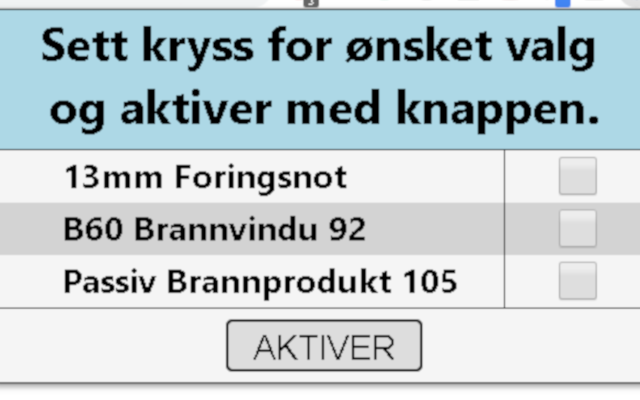 Sett kryss for ønsket valg
og aktiver med knappen.
13mm Foringsnot
B60 Brannvindu 92
Passiv Brannprodukt 105
AKTIVER